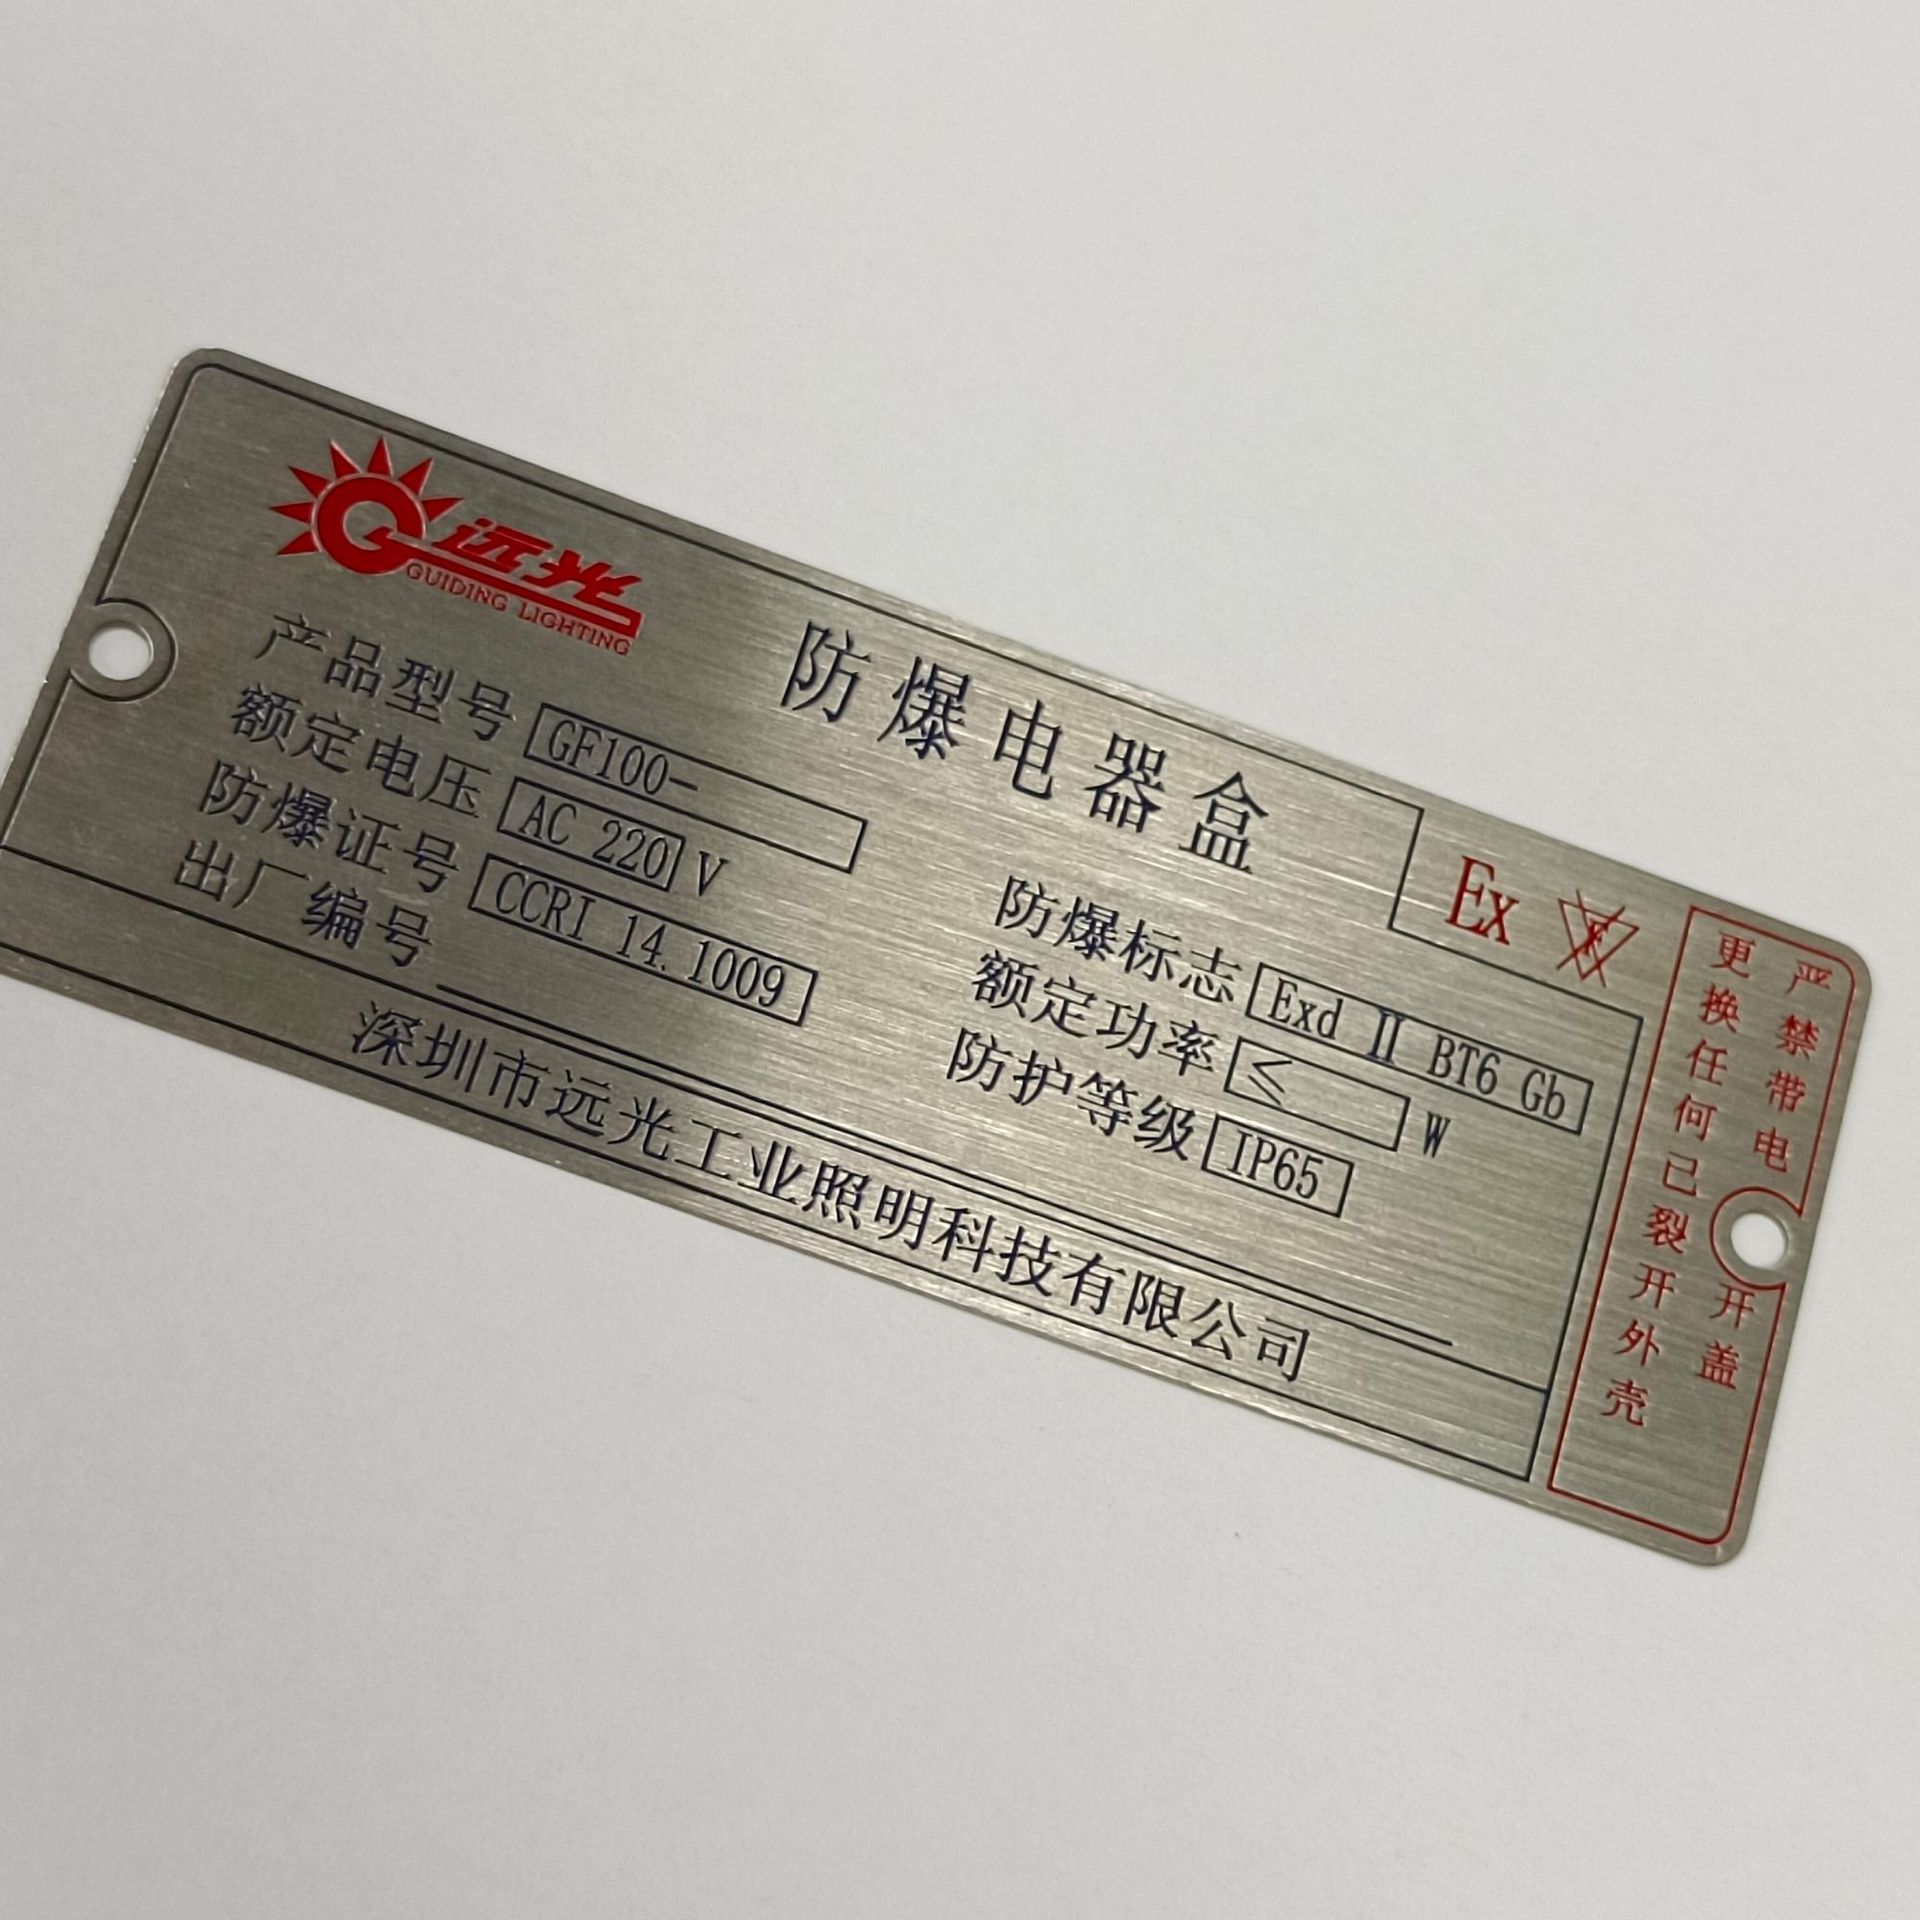 远光
GUIDING LIGHTING
防爆电器盒
Ex
产品型号 GF100-
额定电压 AC 220 V
防爆证号 CCRI 14.1009
出厂编号
防爆标志 Exd Ⅱ BT6 Gb
额定功率 ≤ W
防护等级 IP65
深圳市远光工业照明科技有限公司
严禁带电开盖
更换任何已裂开外壳